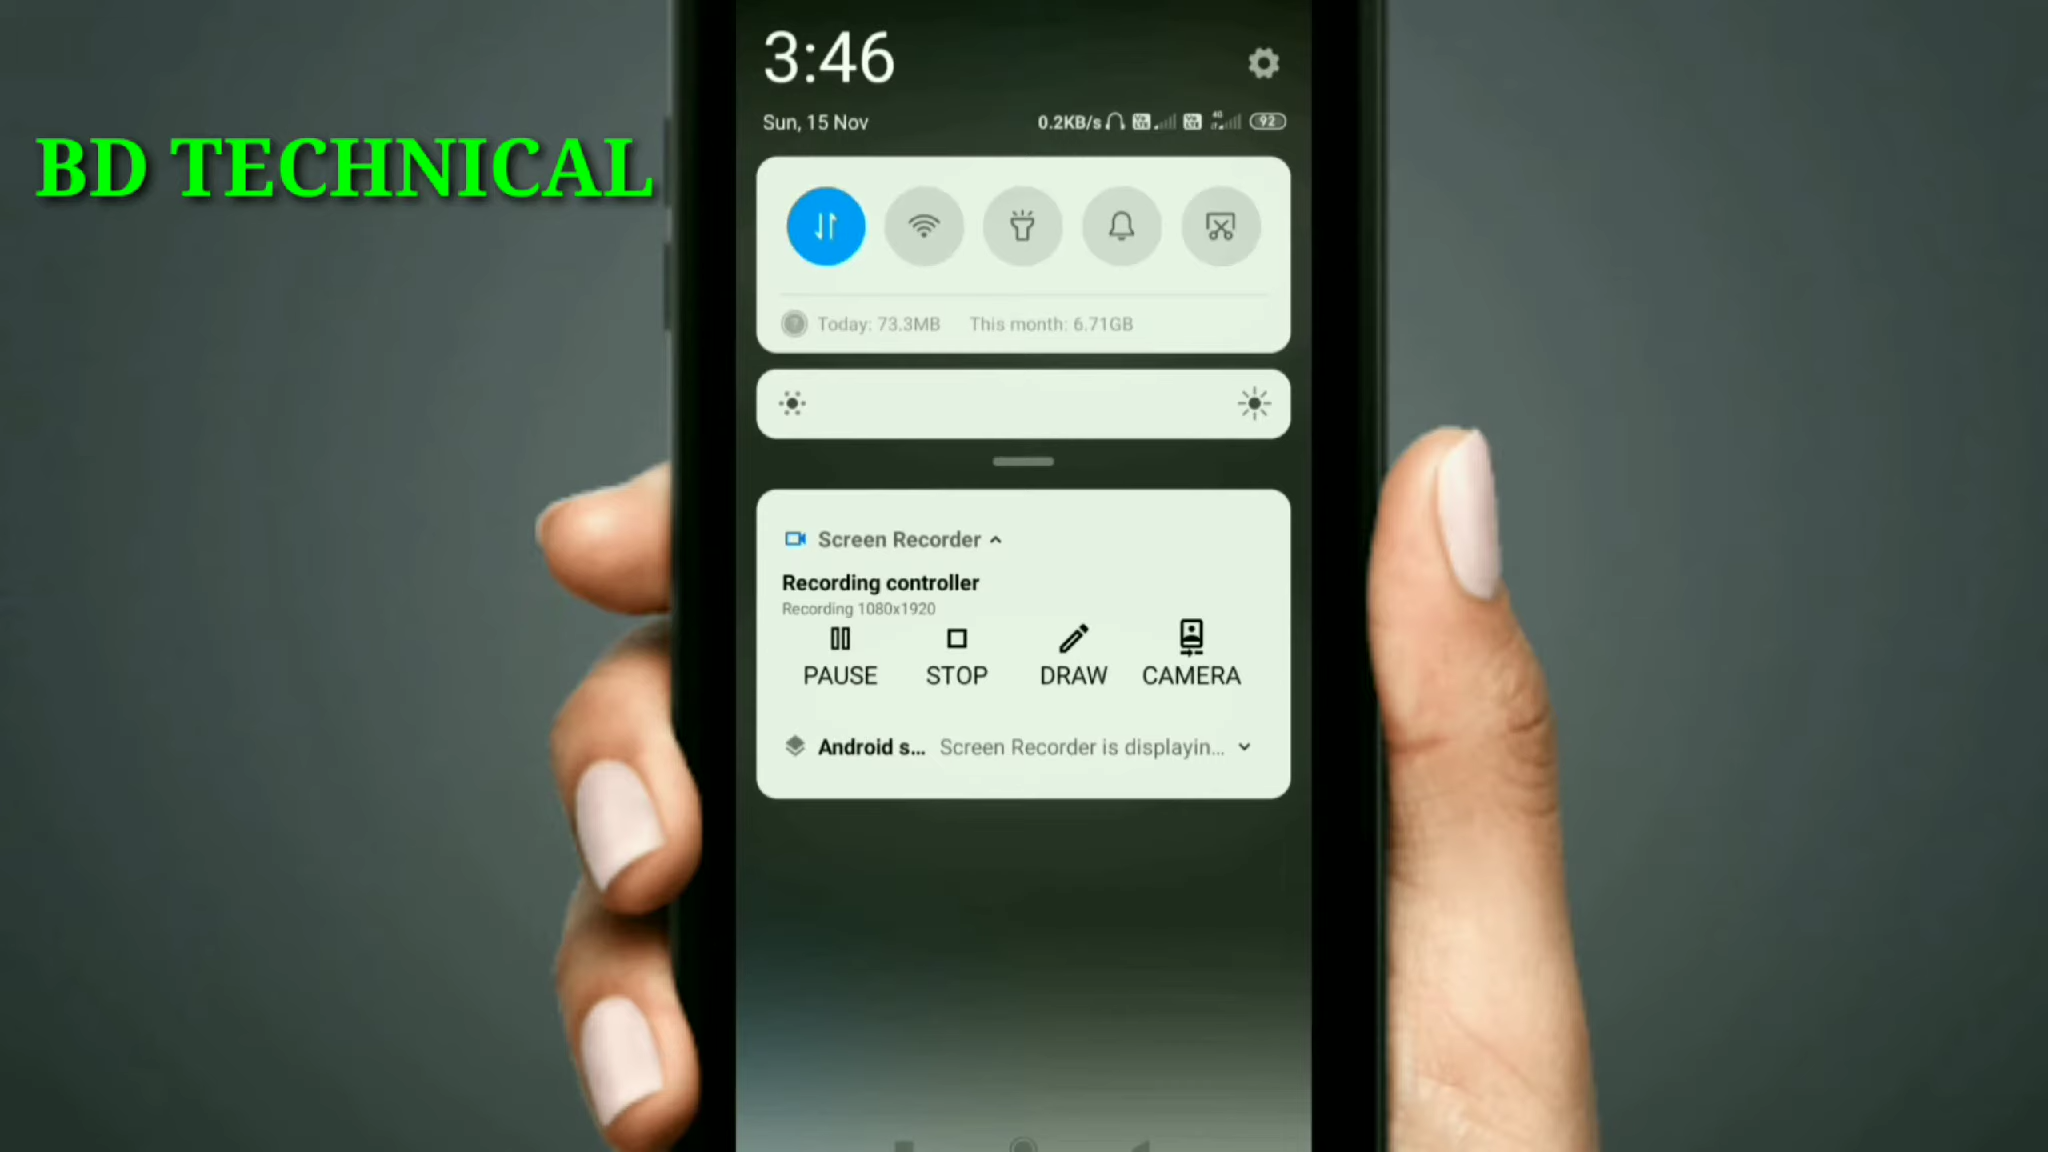 3:46
Sun, 15 Nov
0.2KB/s 4G 92
BD TECHNICAL
Today: 73.3MB This month: 6.71GB
Screen Recorder
Recording controller
Recording 1080x1920
PAUSE STOP DRAW CAMERA
Android s... Screen Recorder is displayin...